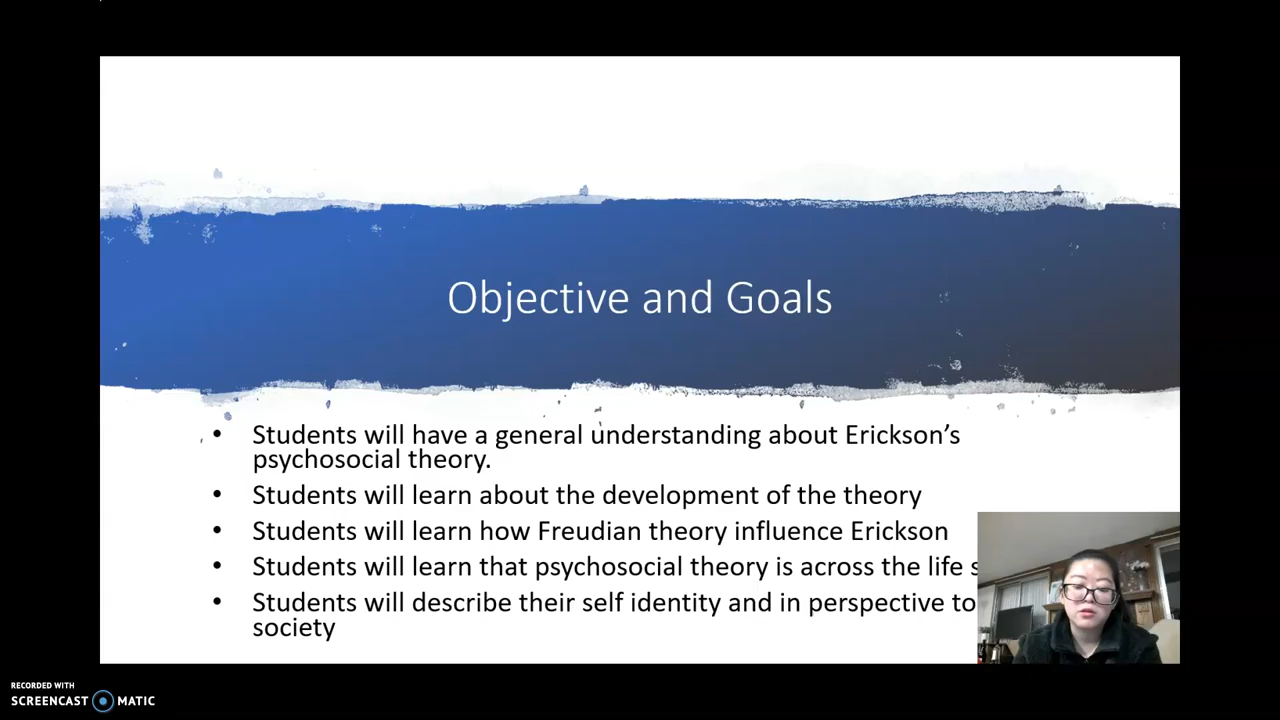 Objective and Goals
• Students will have a general understanding about Erickson’s
psychosocial theory.
• Students will learn about the development of the theory
• Students will learn how Freudian theory influence Erickson
• Students will learn that psychosocial theory is across the life
• Students will describe their self identity and in perspective to
society
RECORDED WITH
SCREENCAST MATIC